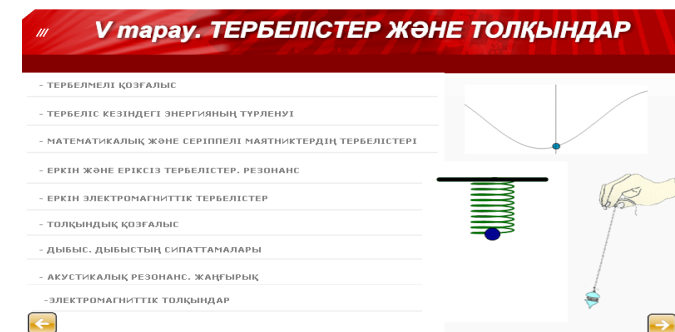 V тарау. ТЕРБЕЛІСТЕР ЖӘНЕ ТОЛҚЫНДАР
- ТЕРБЕЛМЕЛІ ҚОЗҒАЛЫС
- ТЕРБЕЛІС КЕЗІНДЕГІ ЭНЕРГИЯНЫҢ ТҮРЛЕНУІ
- МАТЕМАТИКАЛЫҚ ЖӘНЕ СЕРІППЕЛІ МАЯТНИКТЕРДІҢ ТЕРБЕЛІСТЕРІ
- ЕРКІН ЖӘНЕ ЕРІКСІЗ ТЕРБЕЛІСТЕР. РЕЗОНАНС
- ЕРКІН ЭЛЕКТРОМАГНИТТІК ТЕРБЕЛІСТЕР
- ТОЛҚЫНДЫҚ ҚОЗҒАЛЫС
- ДЫБЫС. ДЫБЫСТЫҢ СИПАТТАМАЛАРЫ
- АКУСТИКАЛЫҚ РЕЗОНАНС. ЖАҢҒЫРЫҚ
-ЭЛЕКТРОМАГНИТТІК ТОЛҚЫНДАР